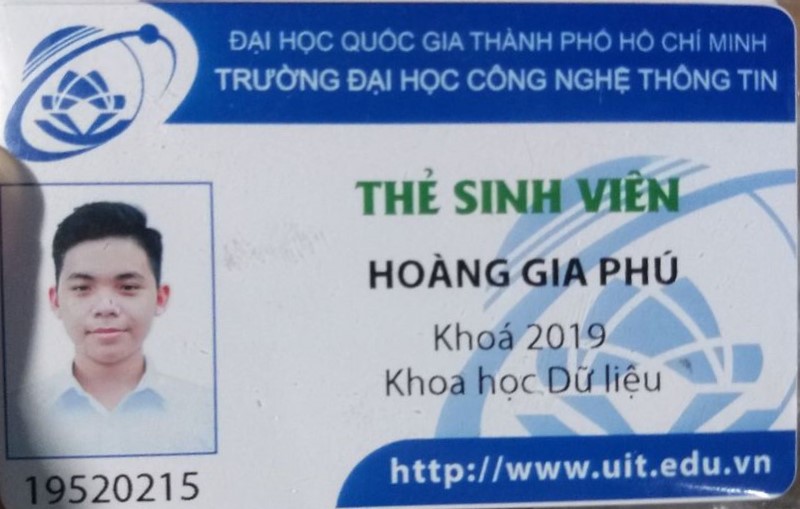 ĐẠI HỌC QUỐC GIA THÀNH PHỐ HỒ CHÍ MINH
TRƯỜNG ĐẠI HỌC CÔNG NGHỆ THÔNG TIN
THẺ SINH VIÊN
HOÀNG GIA PHÚ
Khoá 2019
Khoa học Dữ liệu
19520215
http://www.uit.edu.vn